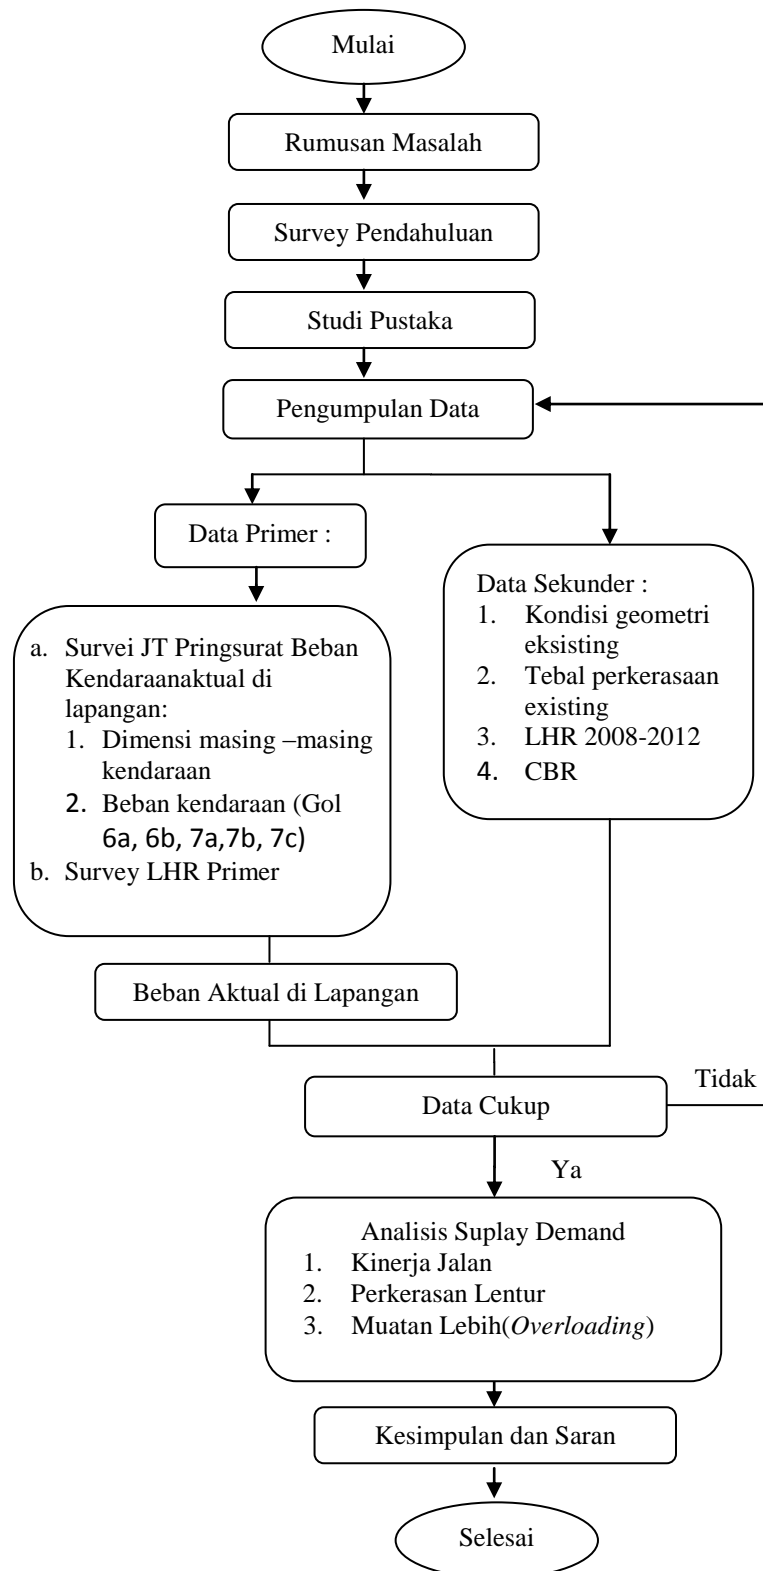 Mulai
Rumusan Masalah
Survey Pendahuluan
Studi Pustaka
Pengumpulan Data
Data Primer :
a. Survei JT Pringsurat Beban
Kendaraanaktual di
lapangan:
1. Dimensi masing –masing
kendaraan
2. Beban kendaraan (Gol
6a, 6b, 7a,7b, 7c)
b. Survey LHR Primer
Data Sekunder :
1. Kondisi geometri
eksisting
2. Tebal perkerasaan
existing
3. LHR 2008-2012
4. CBR
Beban Aktual di Lapangan
Data Cukup
Tidak
Ya
Analisis Suplay Demand
1. Kinerja Jalan
2. Perkerasan Lentur
3. Muatan Lebih(Overloading)
Kesimpulan dan Saran
Selesai